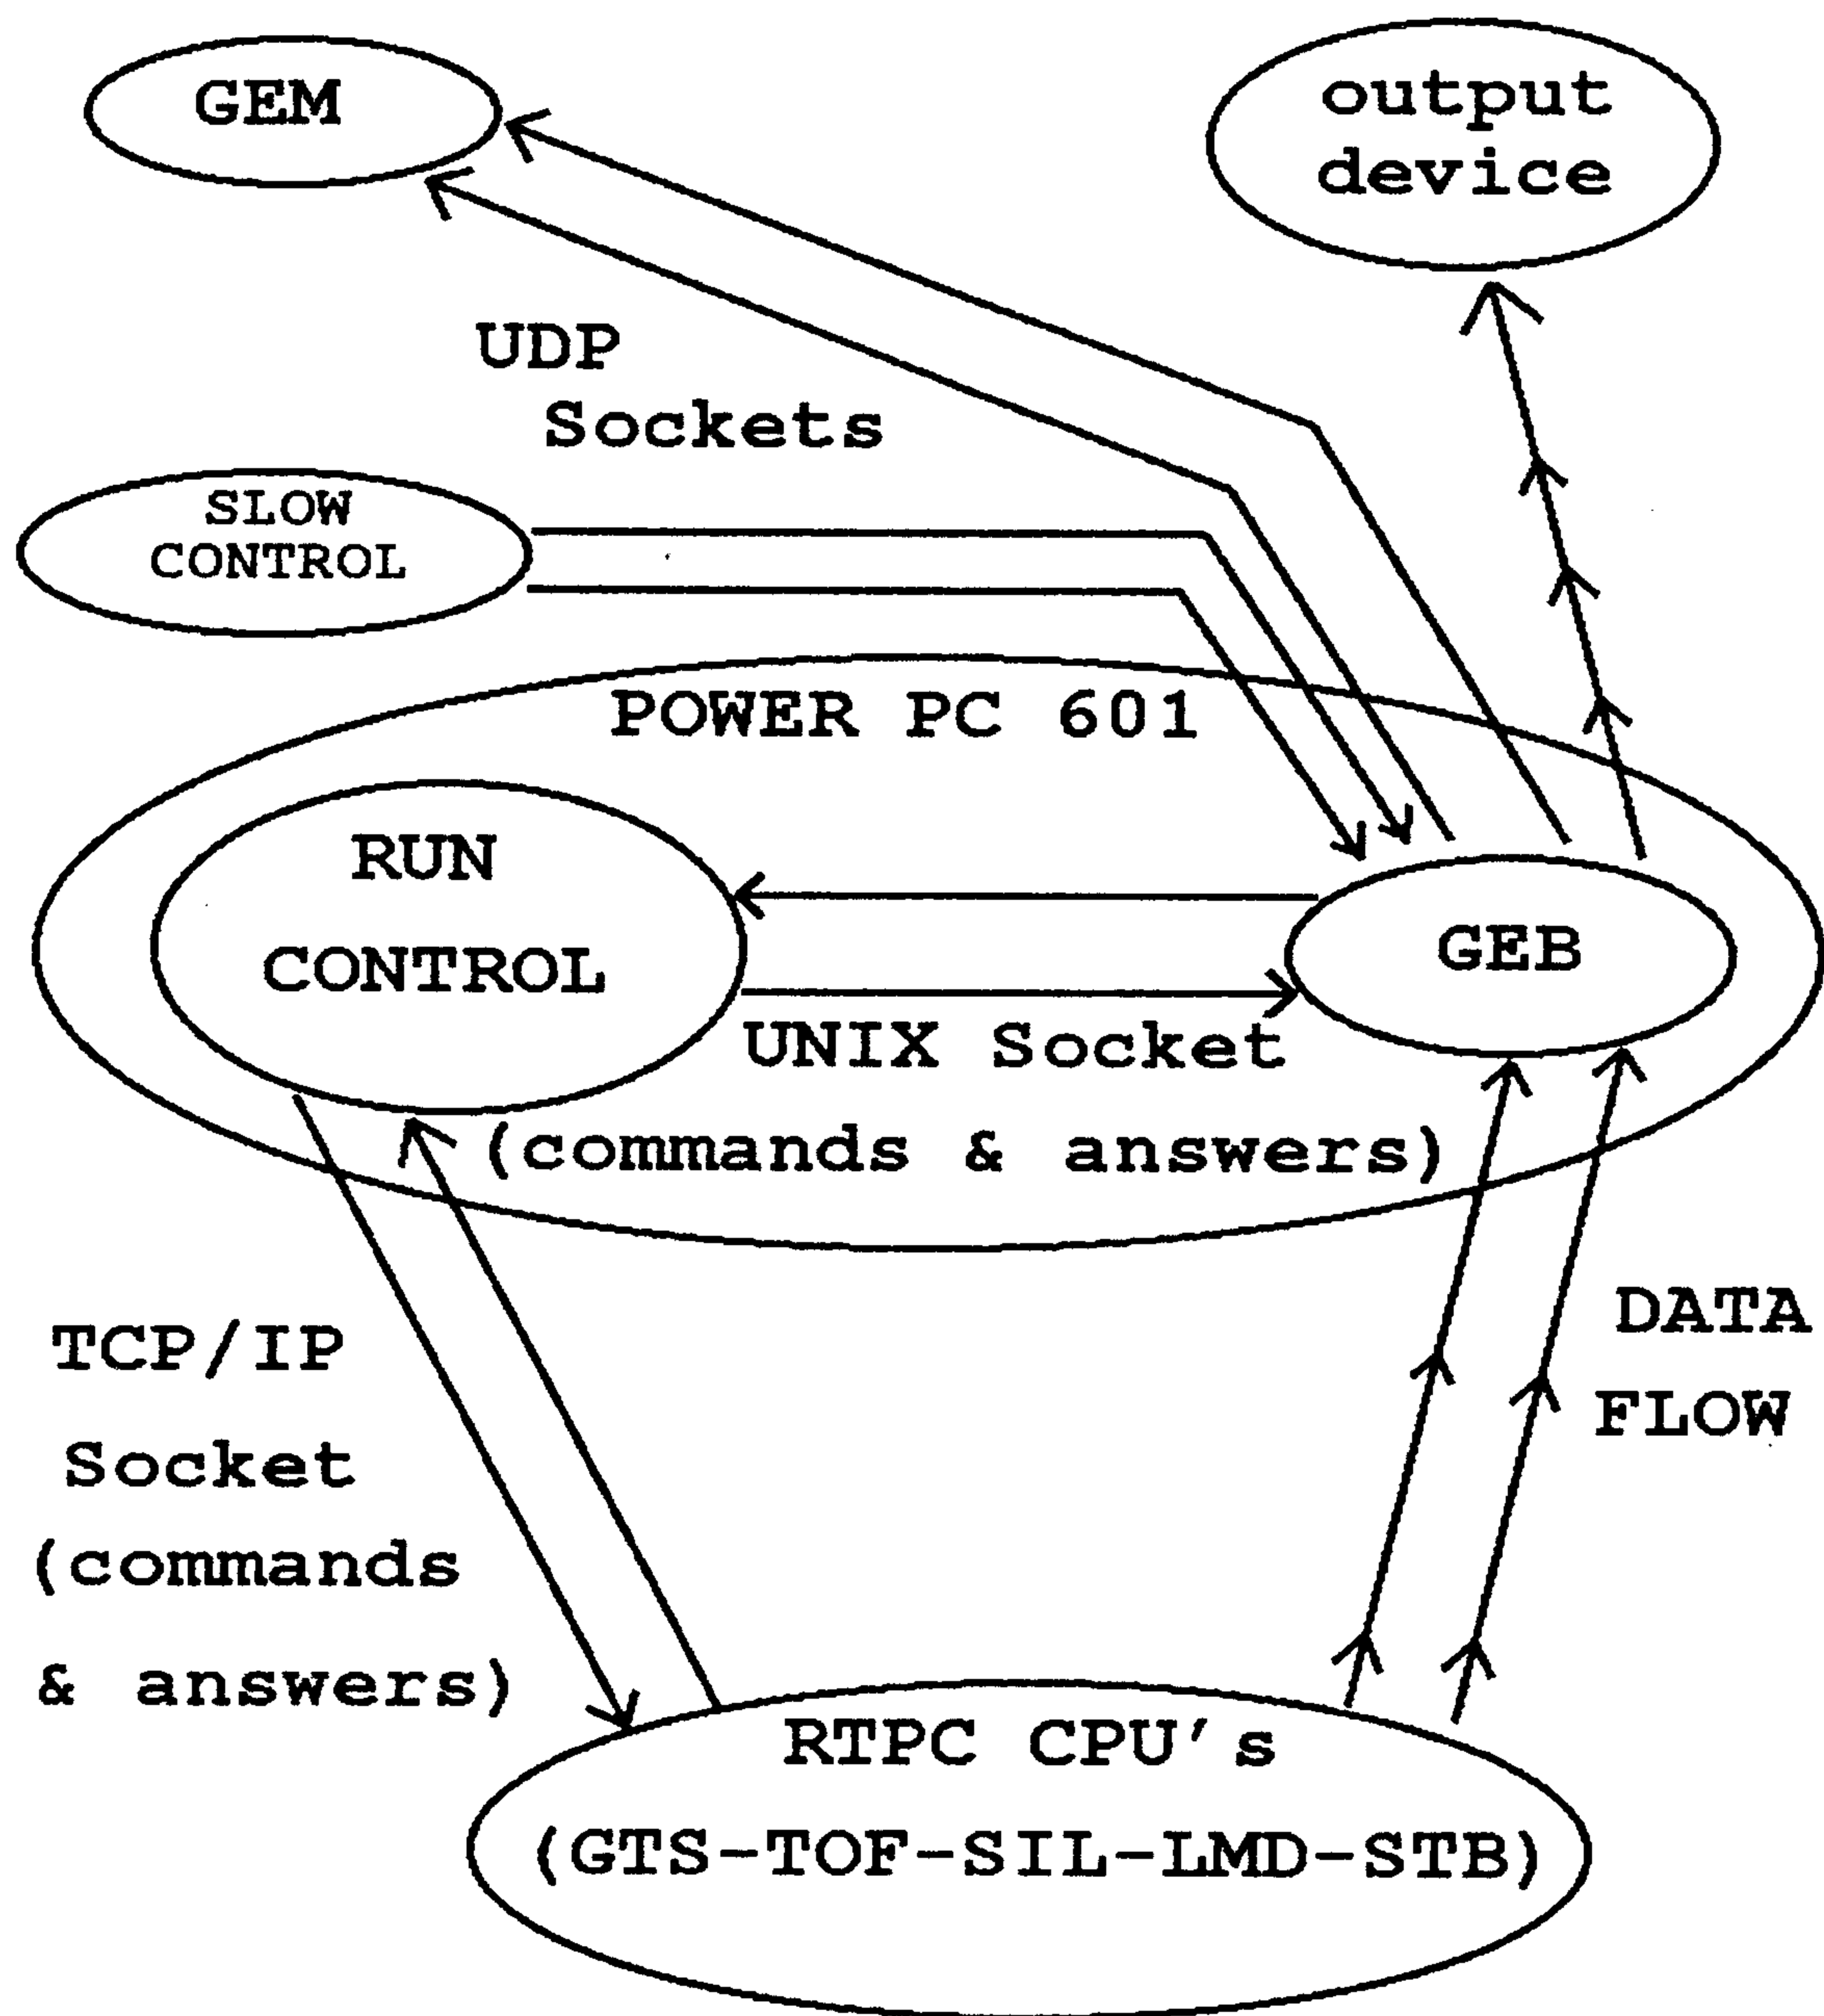 GEM
output
device
UDP
Sockets
SLOW
CONTROL
POWER PC 601
RUN
CONTROL
GEB
UNIX Socket
(commands & answers)
TCP/IP
Socket
(commands
& answers)
DATA
FLOW
RTPC CPU's
(GTS-TOF-SIL-LMD-STB)